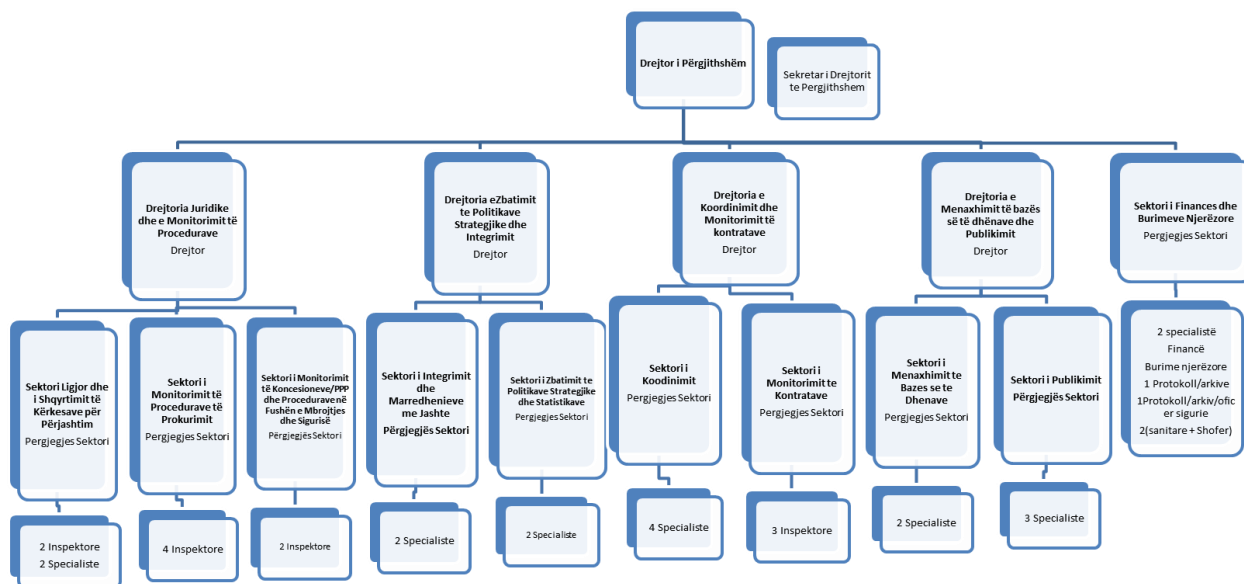 Drejtor i Përgjithshëm
Sekretar i Drejtorit
te Pergjithshem
Drejtoria Juridike
dhe e Monitorimit të
Procedurave
Drejtor
Drejtoria eZbatimit
te Politikave
Strategjike dhe
Integrimit
Drejtor
Drejtoria e
Koordinimit dhe
Monitorimit të
kontratave
Drejtor
Drejtoria e
Menaxhimit të bazës
së të dhënave dhe
Publikimit
Drejtor
Sektori i Finances dhe
Burimeve Njerëzore
Pergjegjes Sektori
Sektori Ligjor dhe
i Shqyrtimit të
Kërkesave për
Përjashtim
Pergjegjes Sektori
Sektori i
Monitorimit të
Procedurave të
Prokurimit
Pergjegjes Sektori
Sektori i Monitorimit
të Koncesioneve/PPP
dhe Procedurave në
Fushën e Mbrojtjes
dhe Sigurisë
Përgjegjës Sektori
Sektori i Integrimit
dhe
Marredhenieve
me Jashte
Përgjegjës Sektori
Sektori i Zbatimit te
Politikave Strategjike
dhe Statistikave
Pergjegjes Sektori
Sektori i
Koodinimit
Pergjegjes Sektori
Sektori i
Monitorimit te
Kontratave
Pergjegjes Sektori
Sektori i
Menaxhimit te
Bazes se te
Dhenave
Pergjegjes Sektori
Sektori i Publikimit
Përgjegjës Sektori
2 specialistë
Financë
Burime njerëzore
1 Protokoll/arkive
1Protokoll/arkiv/ofic
er sigurie
2(sanitare + Shofer)
2 Inspektore
2 Specialiste
4 Inspektore
2 Inspektore
2 Specialiste
2 Specialiste
4 Specialiste
3 Inspektore
2 Specialiste
3 Specialiste